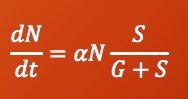 dN/dt = αN S/(G + S)